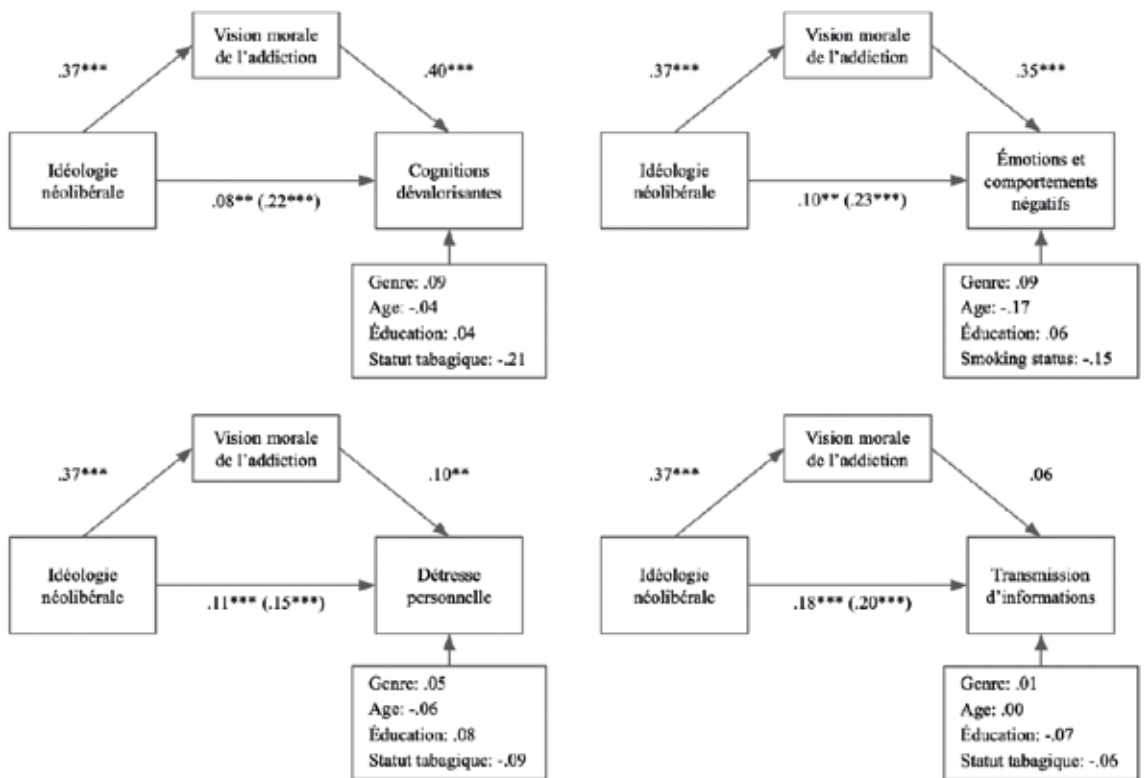 Vision morale
de l'addiction
.37***
.40***
Idéologie
néolibérale
Cognitions
dévalorisantes
.08** (.22***)
Genre: .09
Age: -.04
Éducation: .04
Statut tabagique: -.21
Vision morale
de l'addiction
.37***
.35***
Idéologie
néolibérale
Émotions et
comportements
négatifs
.10** (.23***)
Genre: .09
Age: -.17
Éducation: .06
Smoking status: -.15
Vision morale
de l'addiction
.37***
.10**
Idéologie
néolibérale
Détresse
personnelle
.11*** (.15***)
Genre: .05
Age: -.06
Éducation: .08
Statut tabagique: -.09
Vision morale
de l'addiction
.37***
.06
Idéologie
néolibérale
Transmission
d'informations
.18*** (.20***)
Genre: .01
Age: .00
Éducation: -.07
Statut tabagique: -.06